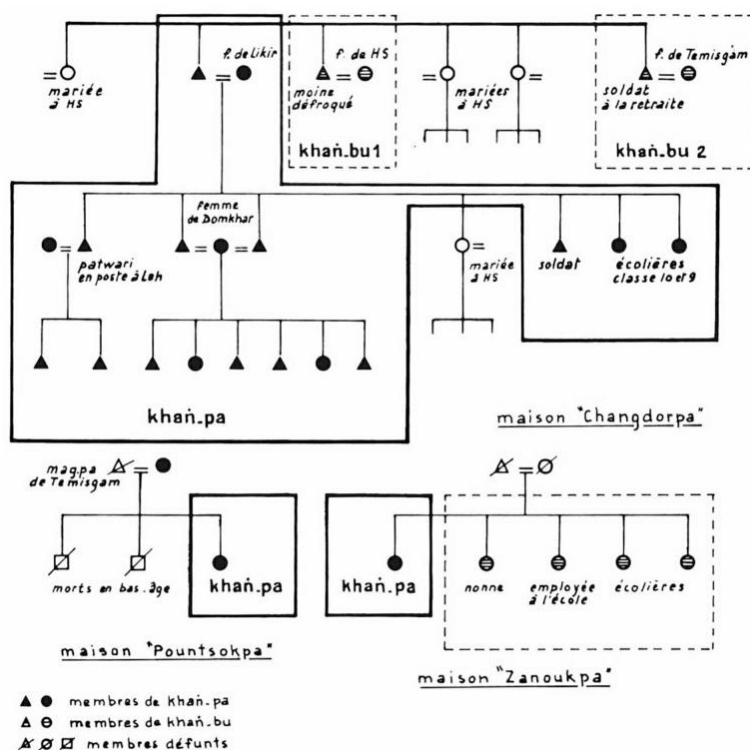 f. de Likir
f. de HS
f. de Temisgàm
mariée
à HS
moine
défroqué
mariées
à HS
soldat
à la retraite
khaṅ-bu 1
khaṅ-bu 2
femme
de Domkhar
patwari
en poste à Leh
mariée
à HS
soldat
écolières
classe 10 et 9
khaṅ-pa
maison "Changdorpa"
mag-pa
de Temisgam
morts en bas-âge
khaṅ-pa
khaṅ-pa
nonne
employée
à l'école
écolières
maison "Pountsokpa"
maison "Zanoukpa"
membres de khaṅ-pa
membres de khaṅ-bu
membres défunts